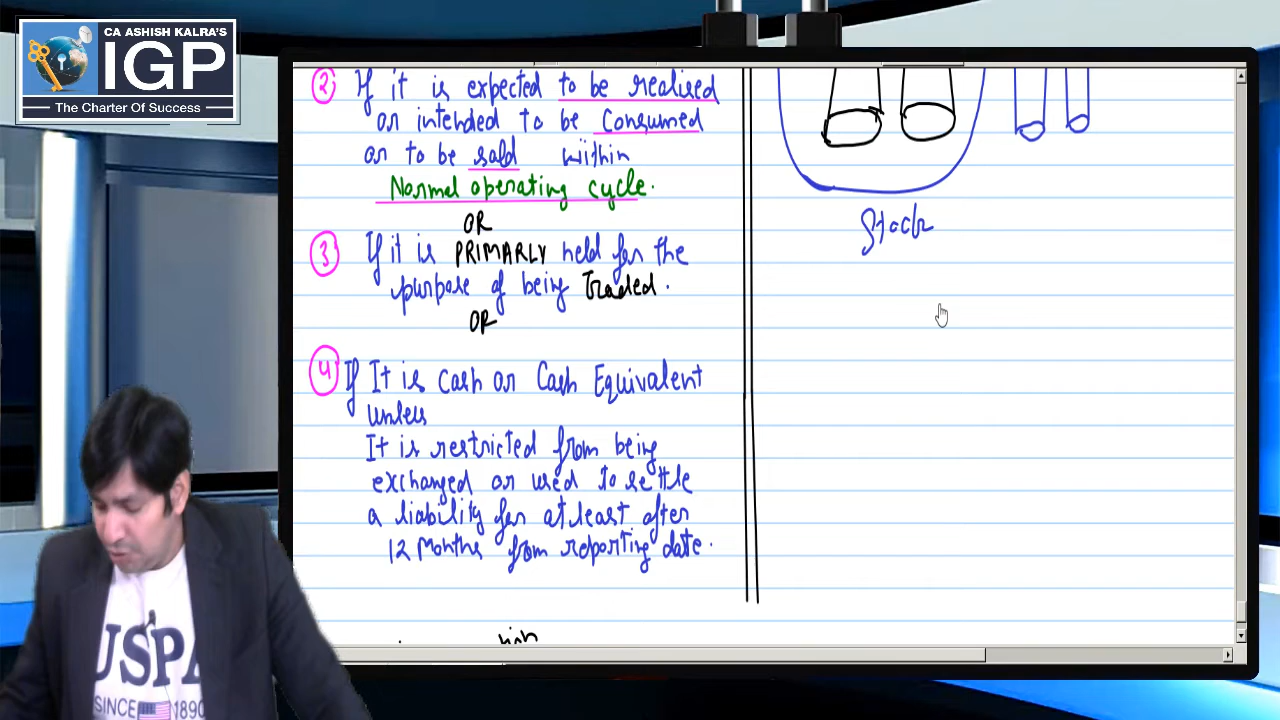 CA ASHISH KALRA'S
IGP
The Charter Of Success
② If it is expected to be realised
or intended to be Consumed
or to be sold within
Normal operating cycle.
OR
③ If it is PRIMARLY held for the
purpose of being Traded.
OR
④ If It is Cash or Cash Equivalent
unless
It is restricted from being
exchanged or used to settle
a liability for atleast after
12 Months from reporting date.
Stock
USPA
SINCE 1890